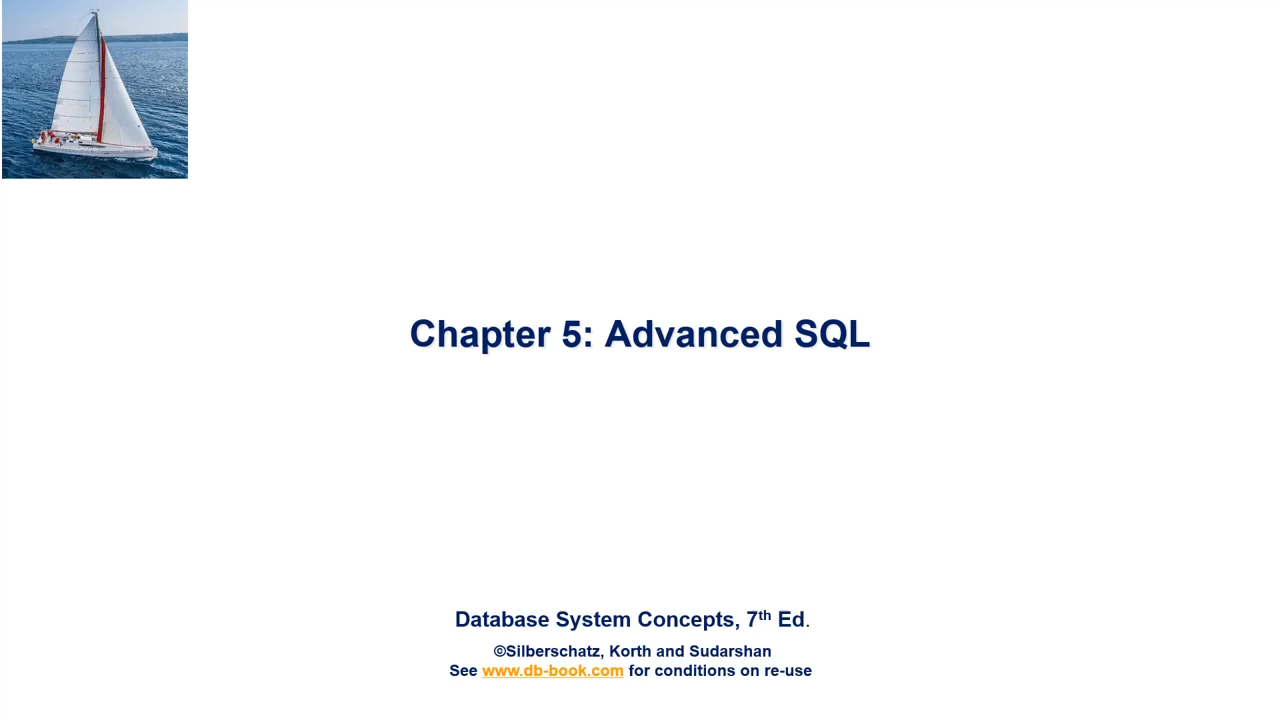 Chapter 5: Advanced SQL
Database System Concepts, 7th Ed.
©Silberschatz, Korth and Sudarshan
See www.db-book.com for conditions on re-use